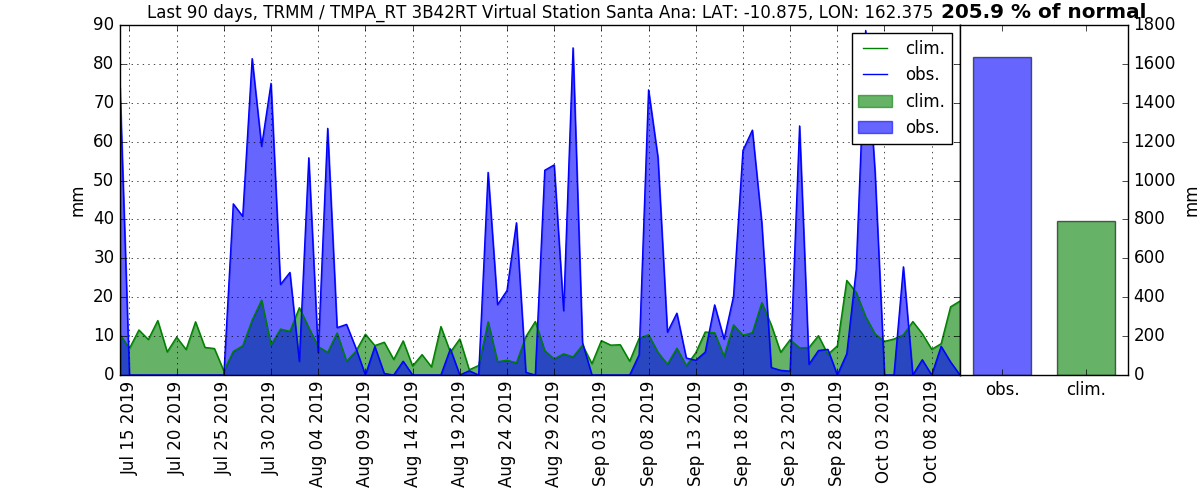 Last 90 days, TRMM / TMPA_RT 3B42RT Virtual Station Santa Ana: LAT: -10.875, LON: 162.375 205.9 % of normal
90
80
70
60
50
40
30
20
10
0
mm
clim.
obs.
clim.
obs.
Jul 15 2019
Jul 20 2019
Jul 25 2019
Jul 30 2019
Aug 04 2019
Aug 09 2019
Aug 14 2019
Aug 19 2019
Aug 24 2019
Aug 29 2019
Sep 03 2019
Sep 08 2019
Sep 13 2019
Sep 18 2019
Sep 23 2019
Sep 28 2019
Oct 03 2019
Oct 08 2019
1800
1600
1400
1200
1000
800
600
400
200
0
mm
obs.
clim.